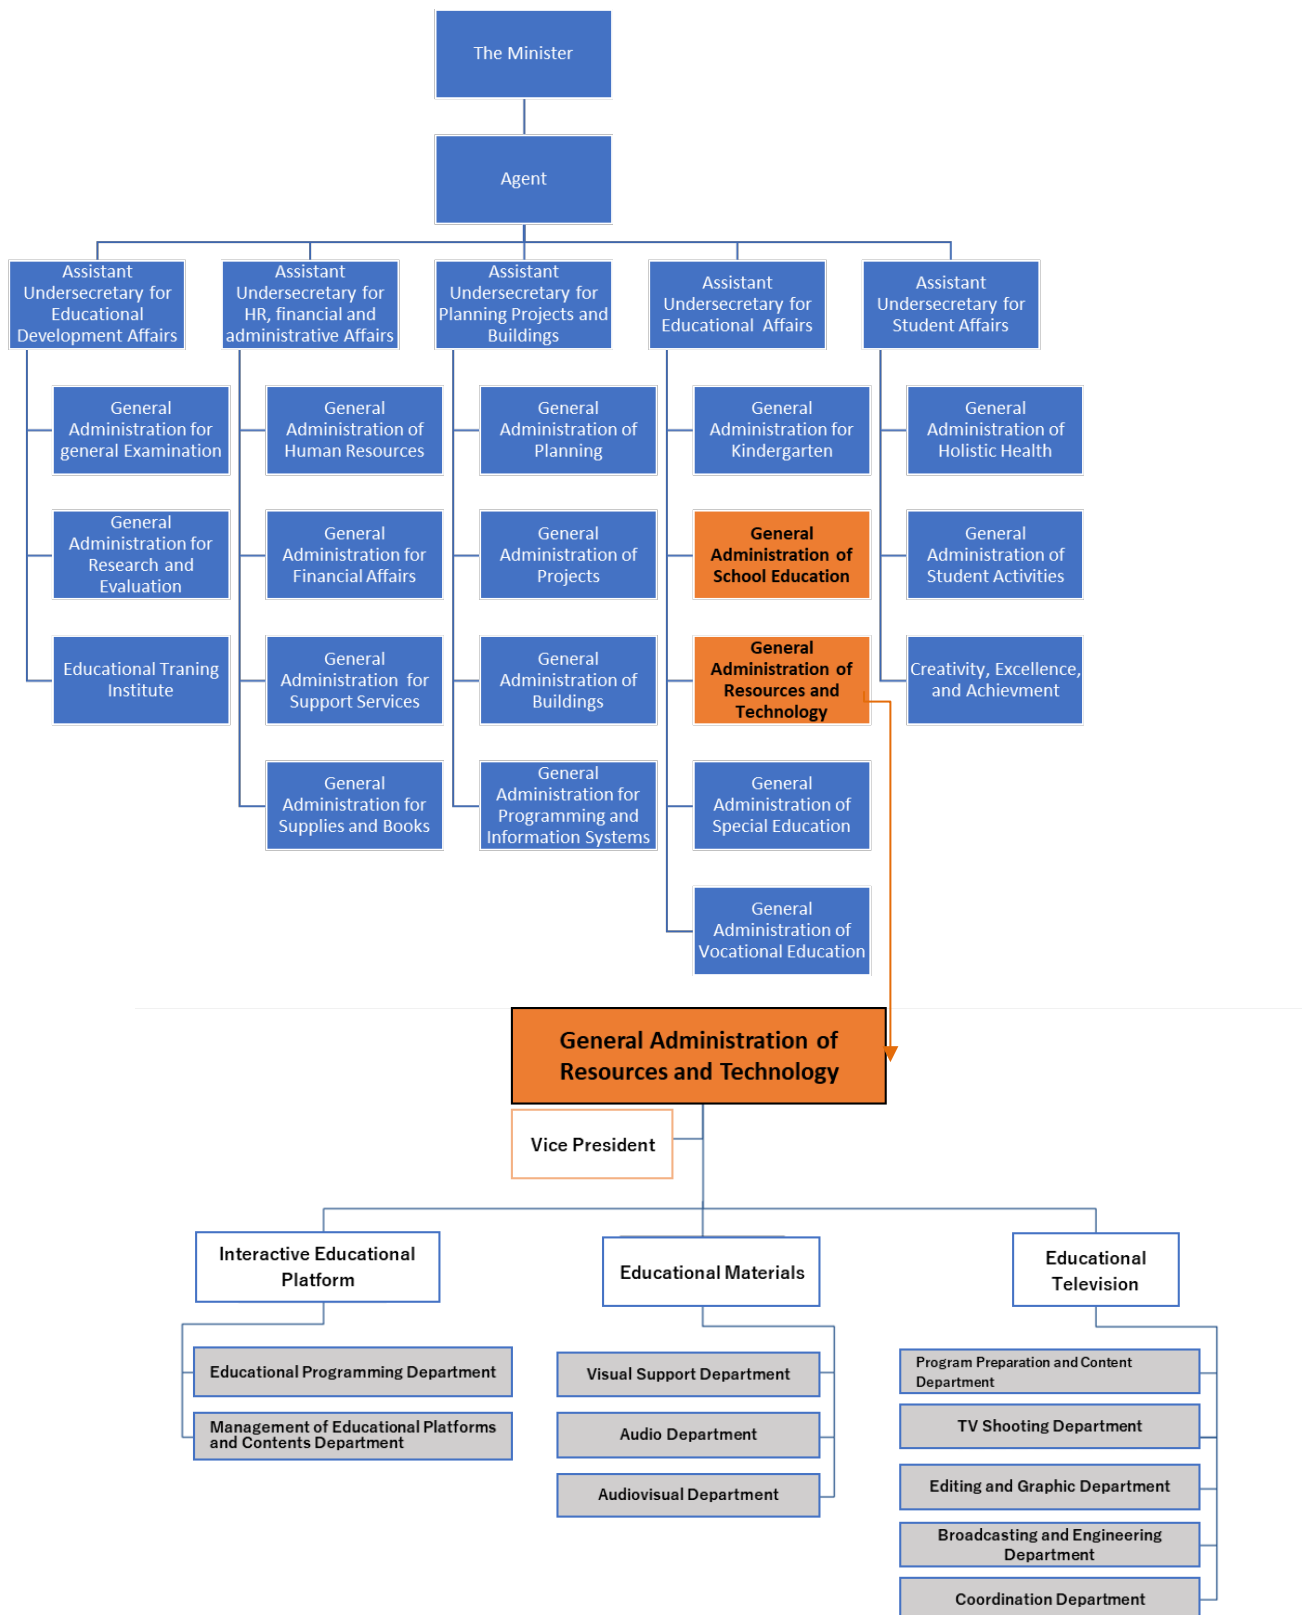 The Minister
Agent
Assistant
Undersecretary for
Educational
Development Affairs
Assistant
Undersecretary for
HR, financial and
administrative Affairs
Assistant
Undersecretary for
Planning Projects and
Buildings
Assistant
Undersecretary for
Educational Affairs
Assistant
Undersecretary for
Student Affairs
General
Administration for
general Examination
General
Administration for
Research and
Evaluation
Educational Traning
Institute
General
Administration of
Human Resources
General
Administration for
Financial Affairs
General
Administration for
Support Services
General
Administration for
Supplies and Books
General
Administration of
Planning
General
Administration of
Projects
General
Administration of
Buildings
General
Administration for
Programming and
Information Systems
General
Administration for
Kindergarten
General
Administration of
School Education
General
Administration of
Resources and
Technology
General
Administration of
Special Education
General
Administration of
Vocational Education
General
Administration of
Holistic Health
General
Administration of
Student Activities
Creativity, Excellence,
and Achievment
General Administration of
Resources and Technology
Vice President
Interactive Educational
Platform
Educational Programming Department
Management of Educational Platforms
and Contents Department
Educational Materials
Visual Support Department
Audio Department
Audiovisual Department
Educational
Television
Program Preparation and Content
Department
TV Shooting Department
Editing and Graphic Department
Broadcasting and Engineering
Department
Coordination Department